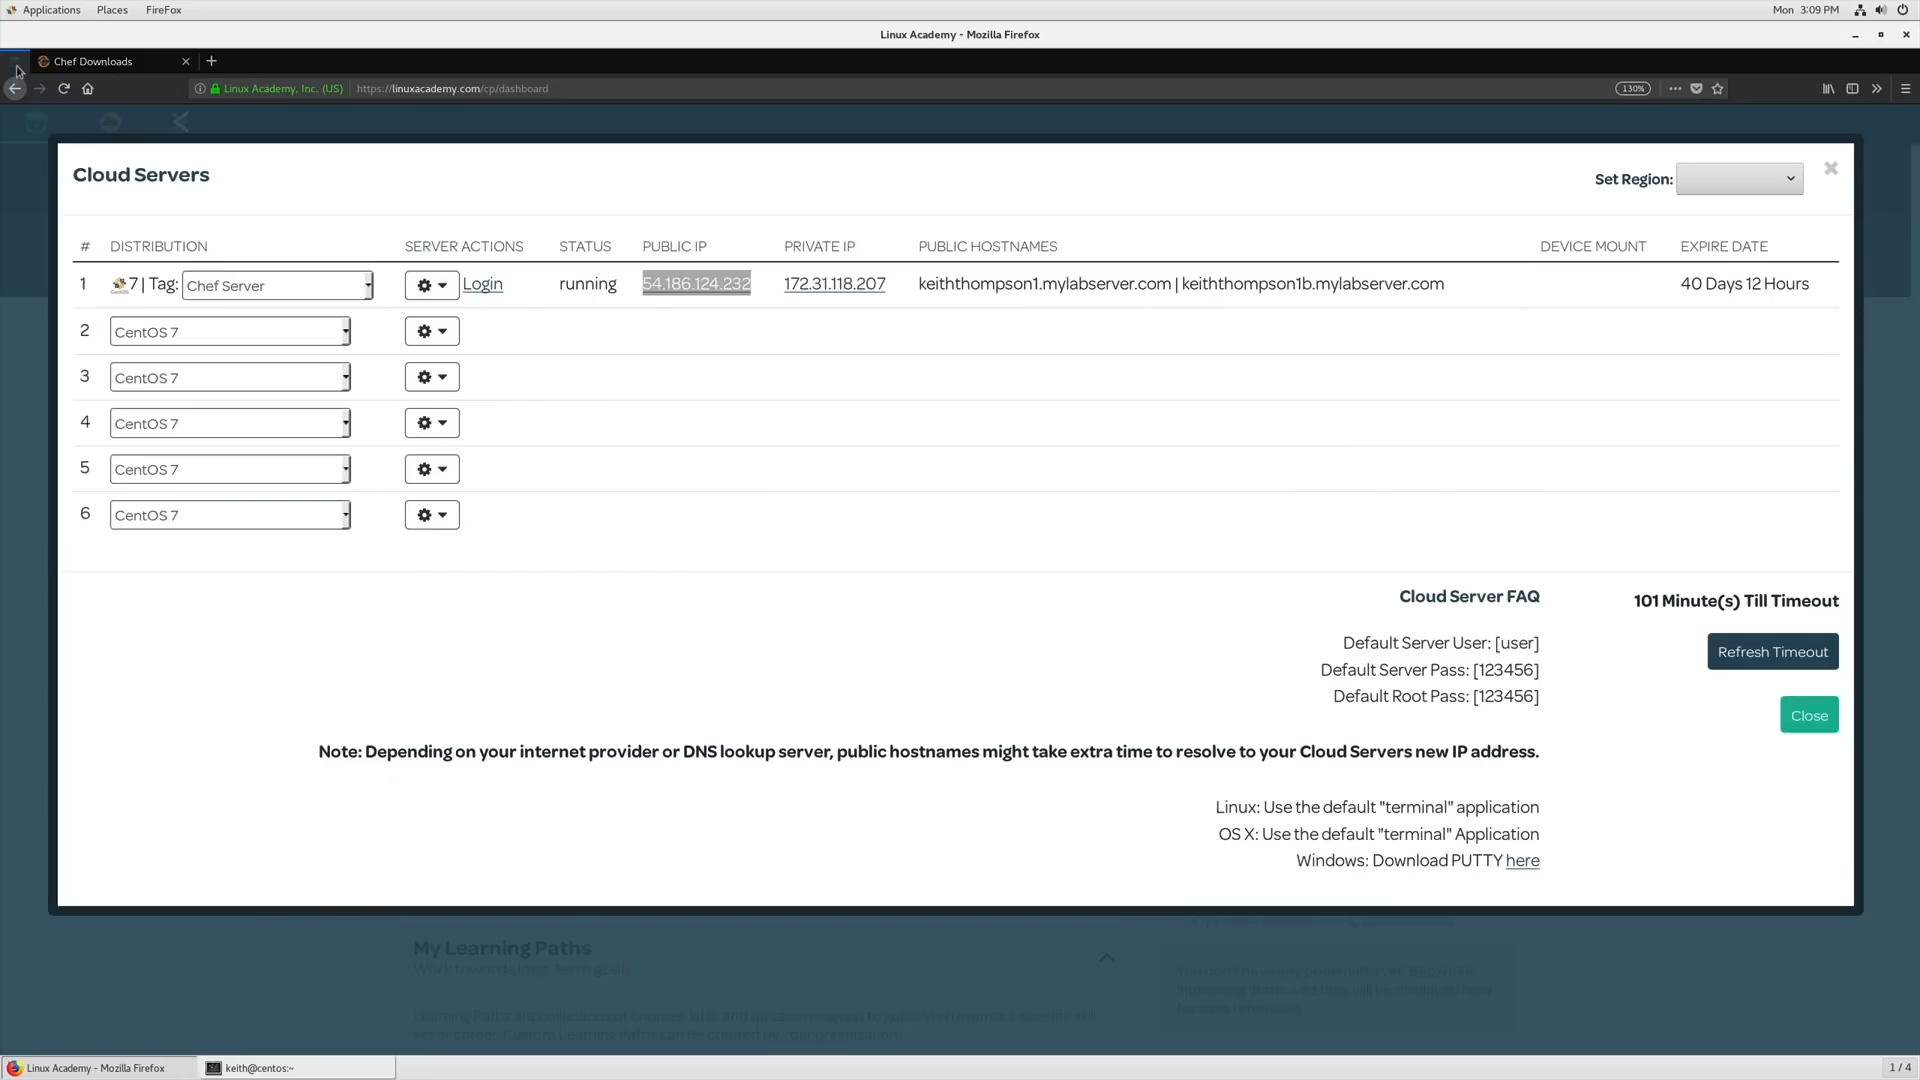 Applications Places FireFox Mon 3:09 PM
Linux Academy - Mozilla Firefox
Chef Downloads
Linux Academy, Inc. (US) https://linuxacademy.com/cp/dashboard 130%
Cloud Servers Set Region:
# DISTRIBUTION SERVER ACTIONS STATUS PUBLIC IP PRIVATE IP PUBLIC HOSTNAMES DEVICE MOUNT EXPIRE DATE
1 7 | Tag: Chef Server Login running 54.186.124.232 172.31.118.207 keiththompson1.mylabserver.com | keiththompson1b.mylabserver.com 40 Days 12 Hours
2 CentOS 7
3 CentOS 7
4 CentOS 7
5 CentOS 7
6 CentOS 7
Cloud Server FAQ
101 Minute(s) Till Timeout
Default Server User: [user]
Default Server Pass: [123456]
Default Root Pass: [123456]
Refresh Timeout
Close
Note: Depending on your internet provider or DNS lookup server, public hostnames might take extra time to resolve to your Cloud Servers new IP address.
Linux: Use the default "terminal" application
OS X: Use the default "terminal" Application
Windows: Download PUTTY here
My Learning Paths
Work towards long-term goals
Linux Academy - Mozilla Firefox keith@centos:~ 1 / 4